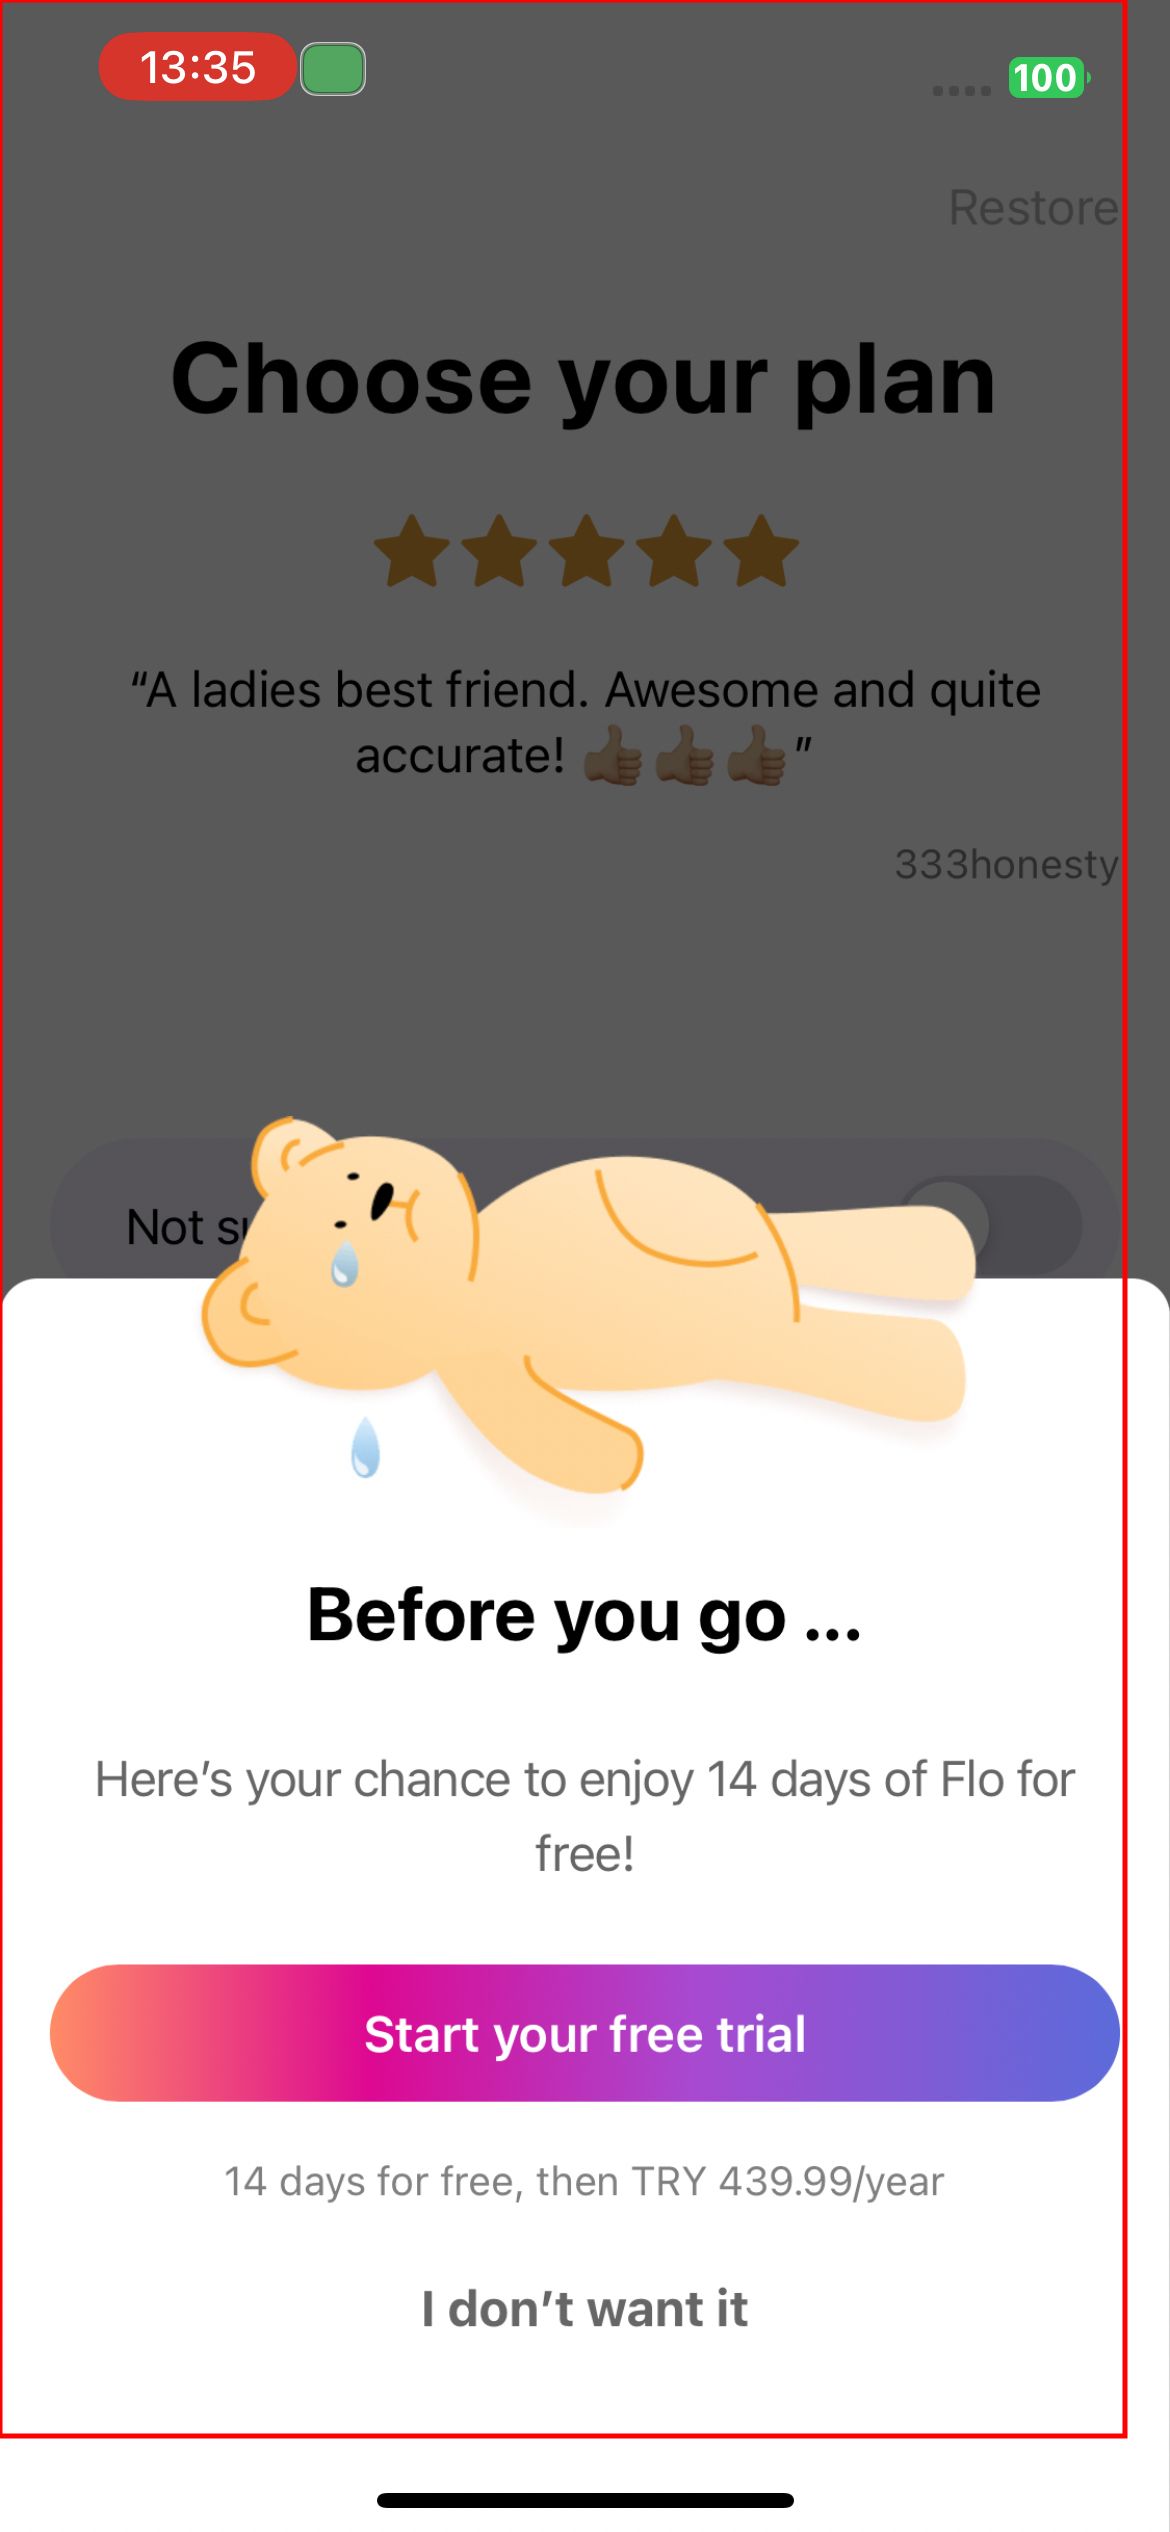 13:35
100
Restore
Choose your plan
“A ladies best friend. Awesome and quite
accurate! 👍🏼👍🏼👍🏼”
333honesty
Not
Before you go ...
Here’s your chance to enjoy 14 days of Flo for
free!
Start your free trial
14 days for free, then TRY 439.99/year
I don’t want it